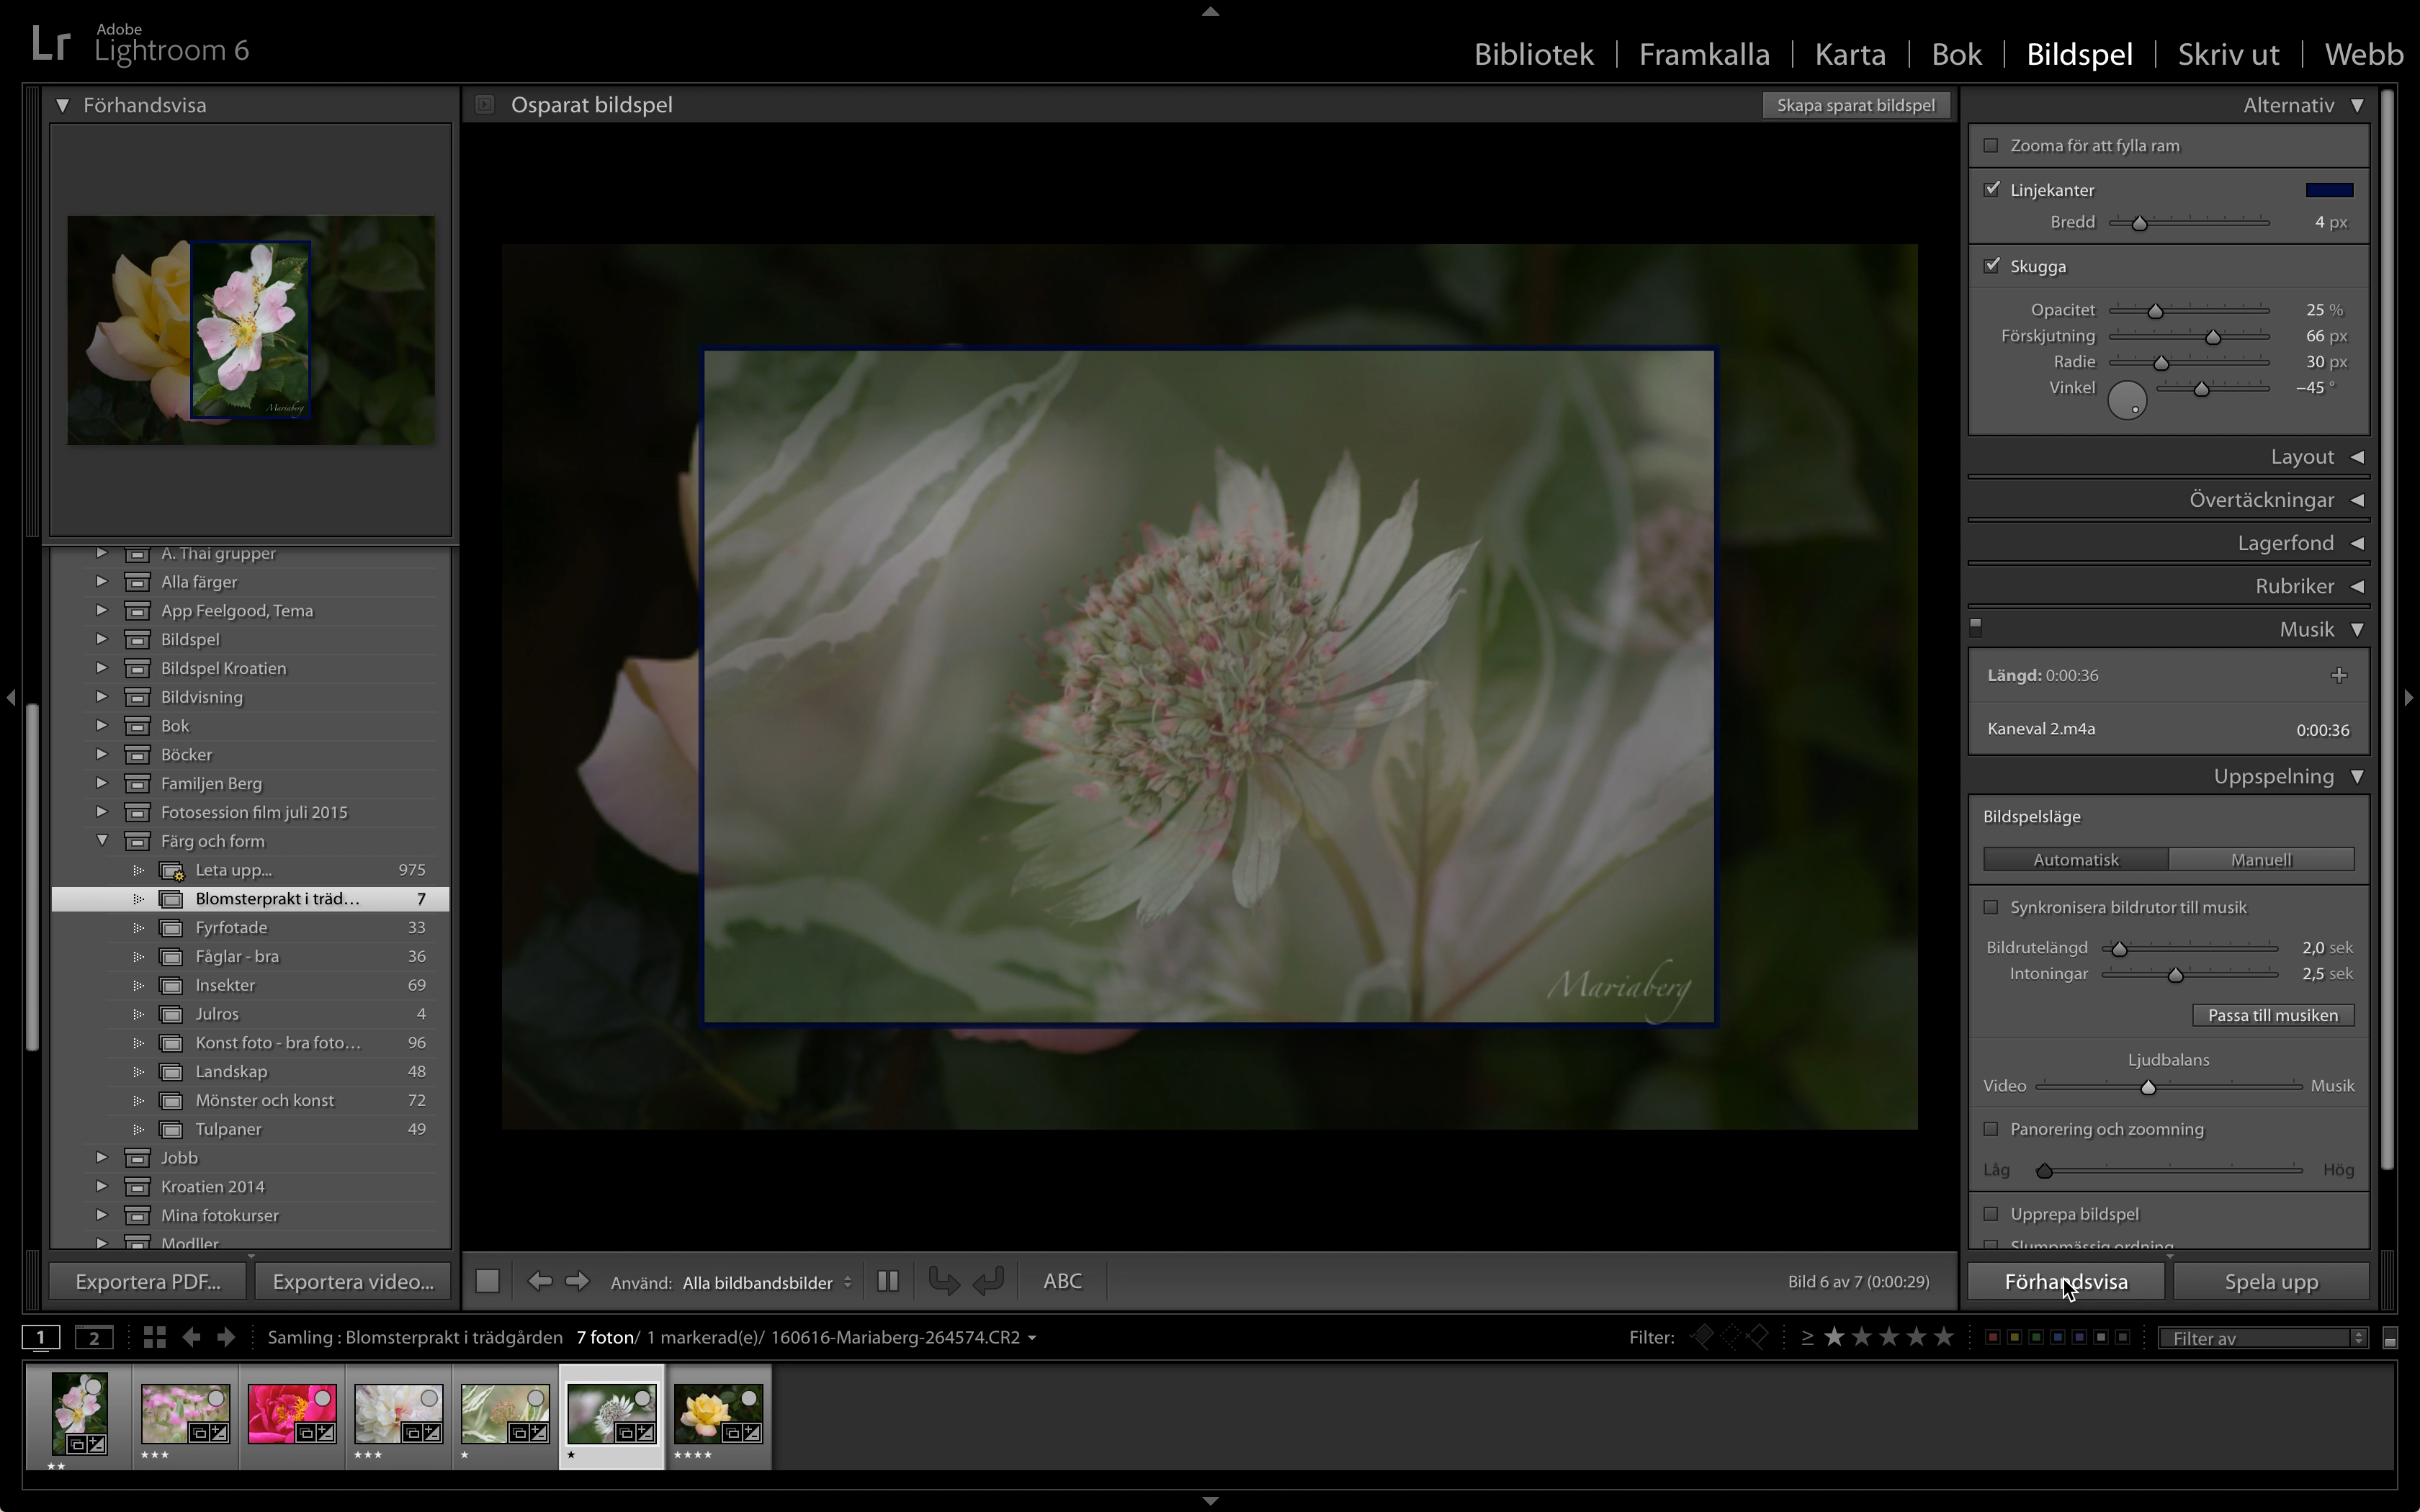 Lr Adobe
Lightroom 6
Bibliotek | Framkalla | Karta | Bok | Bildspel | Skriv ut | Webb
Förhandsvisa
Mariaberg
A. Thai grupper
Alla färger
App Feelgood, Tema
Bildspel
Bildspel Kroatien
Bildvisning
Bok
Böcker
Familjen Berg
Fotosession film juli 2015
Färg och form
Leta upp... 975
Blomsterprakt i träd... 7
Fyrfotade 33
Fåglar - bra 36
Insekter 69
Julros 4
Konst foto - bra foto... 96
Landskap 48
Mönster och konst 72
Tulpaner 49
Jobb
Kroatien 2014
Mina fotokurser
Modller
Exportera PDF... Exportera video...
Osparat bildspel Skapa sparat bildspel
Mariaberg
Använd: Alla bildbandsbilder ABC Bild 6 av 7 (0:00:29)
Alternativ
Zooma för att fylla ram
Linjekanter
Bredd 4 px
Skugga
Opacitet 25 %
Förskjutning 66 px
Radie 30 px
Vinkel −45 °
Layout
Övertäckningar
Lagerfond
Rubriker
Musik
Längd: 0:00:36
Kaneval 2.m4a 0:00:36
Uppspelning
Bildspelsläge
Automatisk Manuell
Synkronisera bildrutor till musik
Bildrutelängd 2,0 sek
Intoningar 2,5 sek
Passa till musiken
Ljudbalans
Video Musik
Panorering och zoomning
Låg Hög
Upprepa bildspel
Slumpmässig ordning
Förhandsvisa Spela upp
1 2 Samling : Blomsterprakt i trädgården 7 foton/ 1 markerad(e)/ 160616-Mariaberg-264574.CR2 Filter: ≥ ★★★★★ Filter av